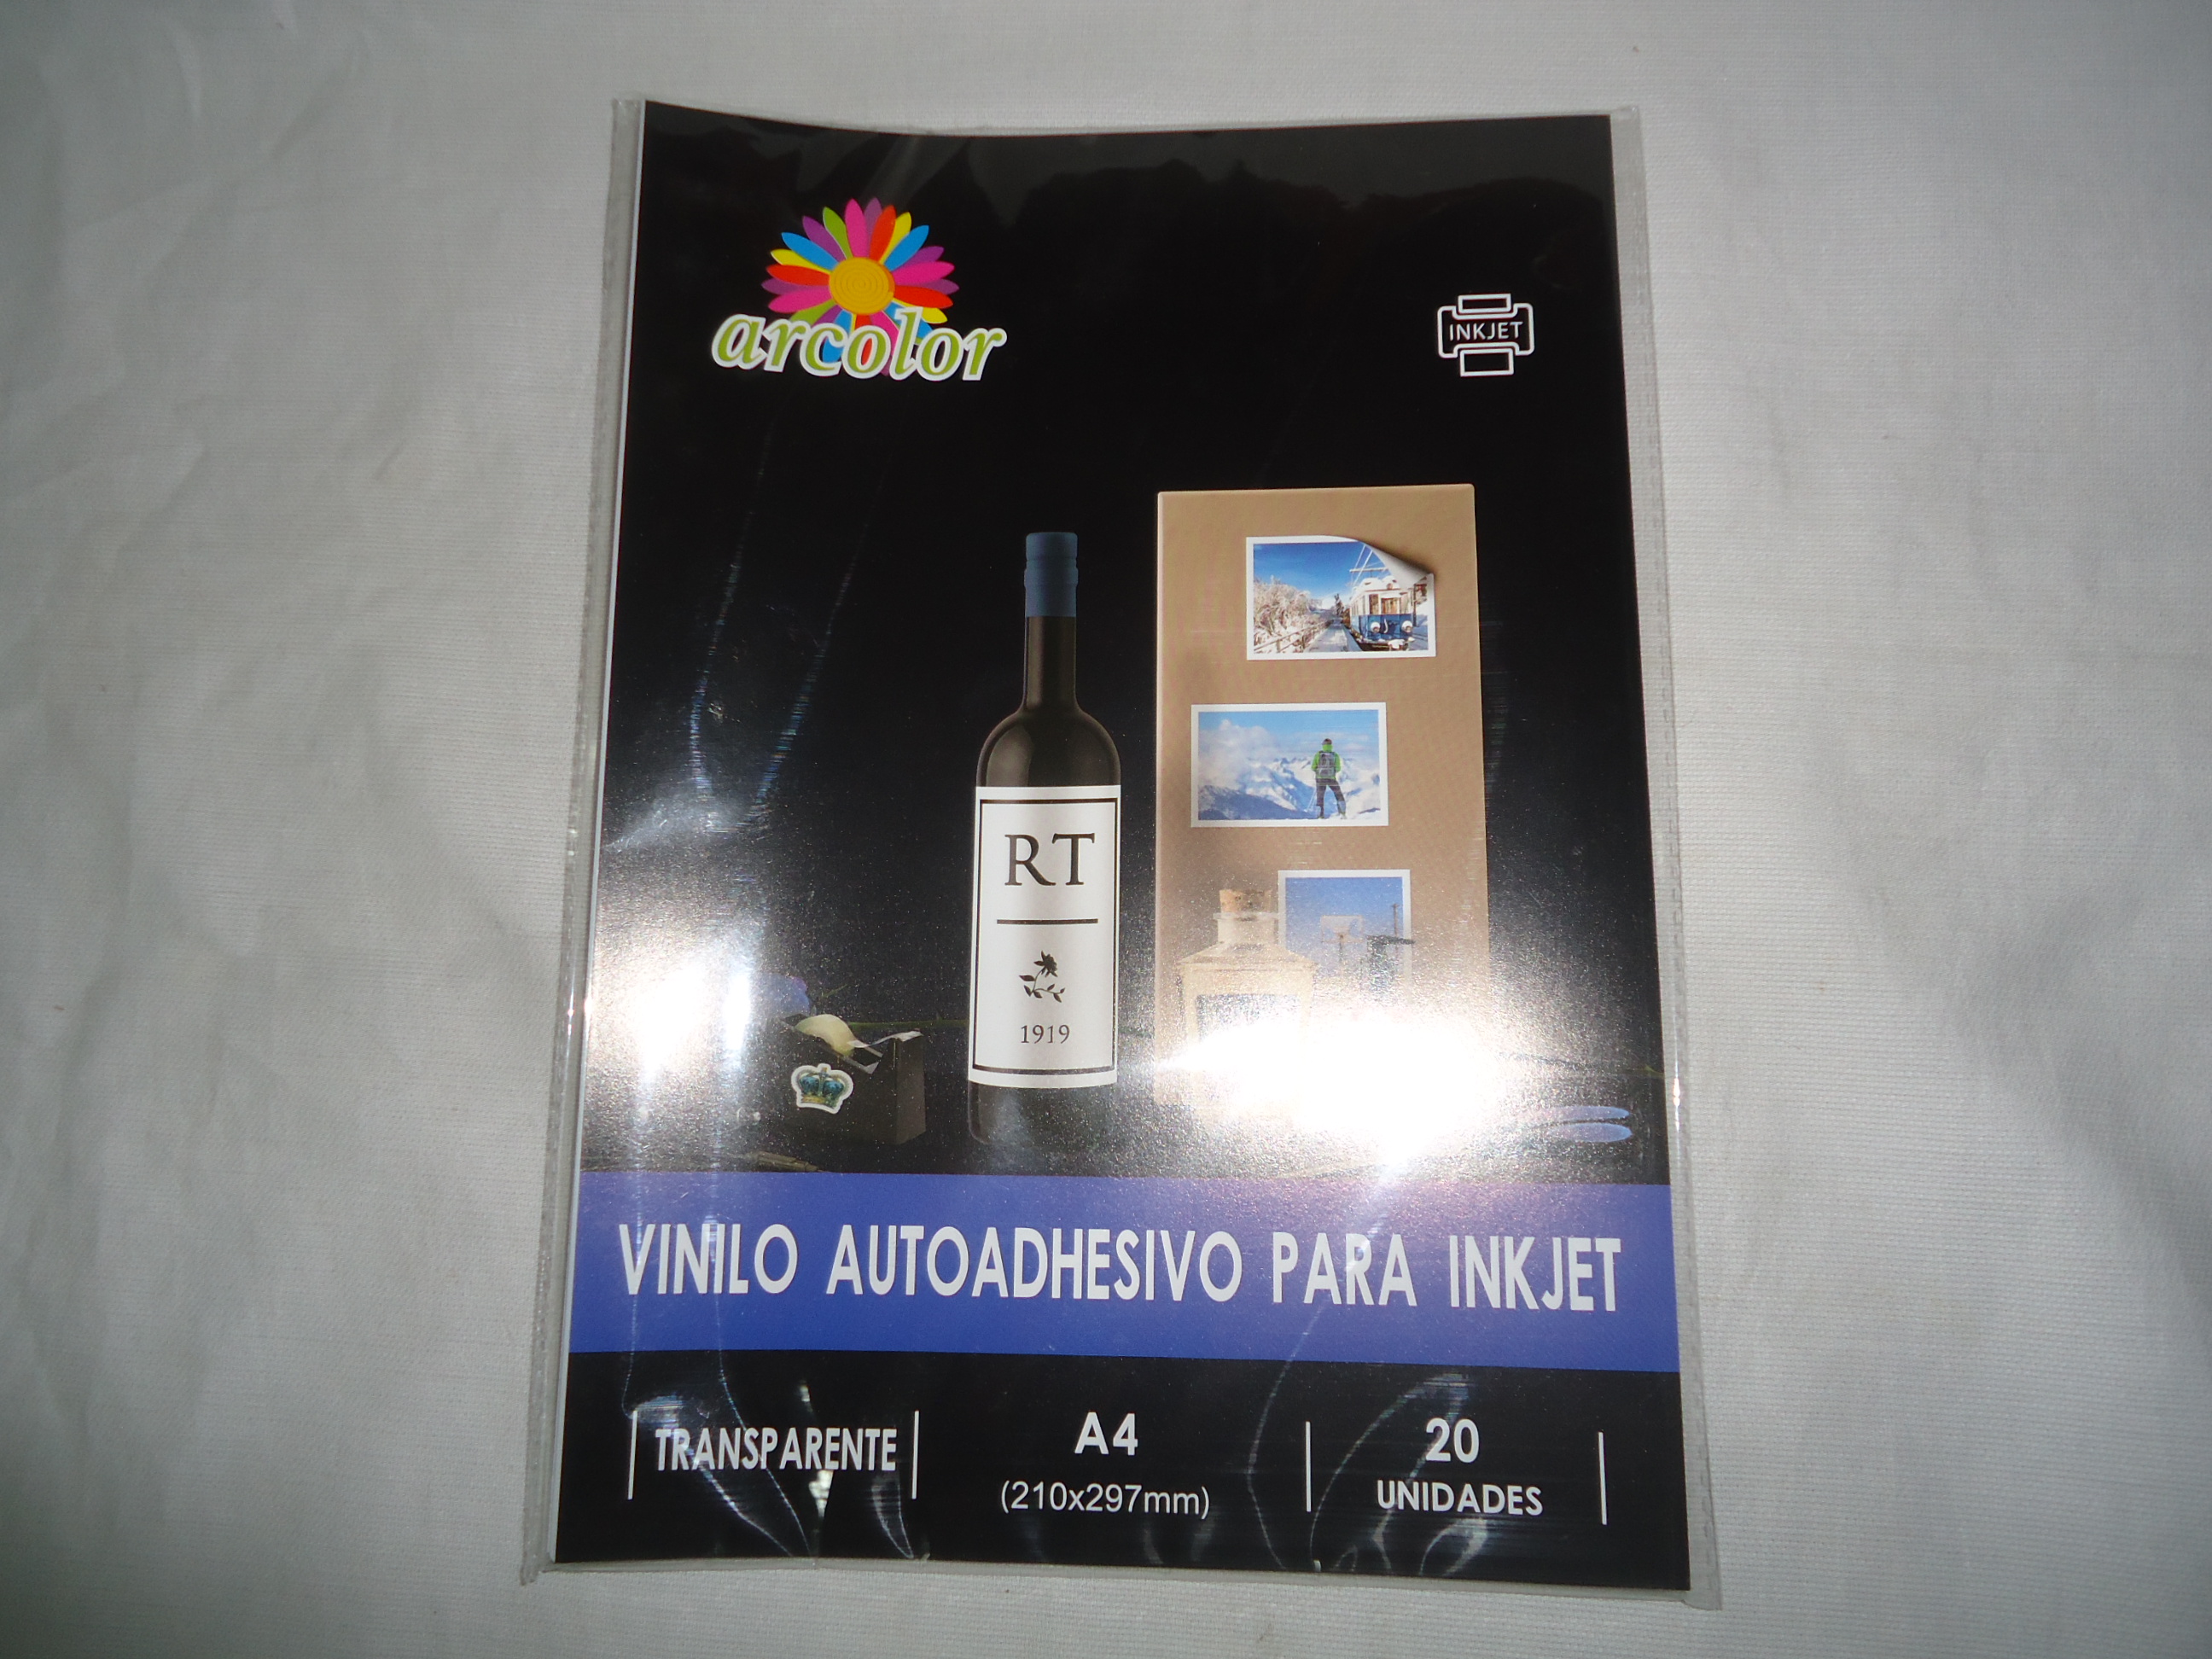 arcolor
INKJET
RT
1919
VINILO AUTOADHESIVO PARA INKJET
TRANSPARENTE
A4
(210x297mm)
20
UNIDADES